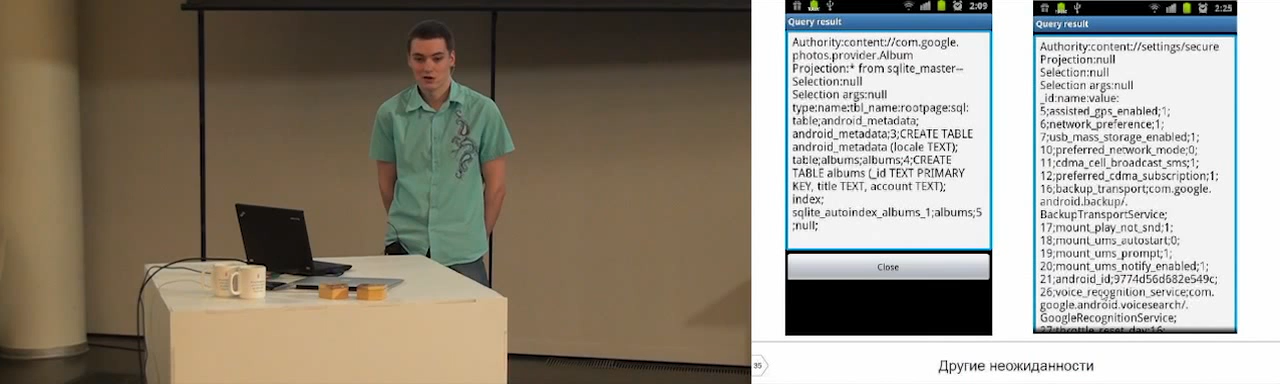 2:09
Query result
Authority:content://com.google.
photos.provider.Album
Projection:* from sqlite_master--
Selection:null
Selection args:null
type:name:tbl_name:rootpage:sql:
table;android_metadata;
android_metadata;3;CREATE TABLE
android_metadata (locale TEXT);
table;albums;albums;4;CREATE
TABLE albums (_id TEXT PRIMARY
KEY, title TEXT, account TEXT);
index;
sqlite_autoindex_albums_1;albums;5
;null;
Close
2:25
Query result
Authority:content://settings/secure
Projection:null
Selection:null
Selection args:null
_id:name:value:
5;assisted_gps_enabled;1;
6;network_preference;1;
7;usb_mass_storage_enabled;1;
10;preferred_network_mode;0;
11;cdma_cell_broadcast_sms;1;
12;preferred_cdma_subscription;1;
16;backup_transport;com.google.
android.backup/.
BackupTransportService;
17;mount_play_not_snd;1;
18;mount_ums_autostart;0;
19;mount_ums_prompt;1;
20;mount_ums_notify_enabled;1;
21;android_id;9774d56d682e549c;
26;voice_recognition_service;com.
google.android.voicesearch/.
GoogleRecognitionService;
27;throttle_reset_day;16;
35
Другие неожиданности